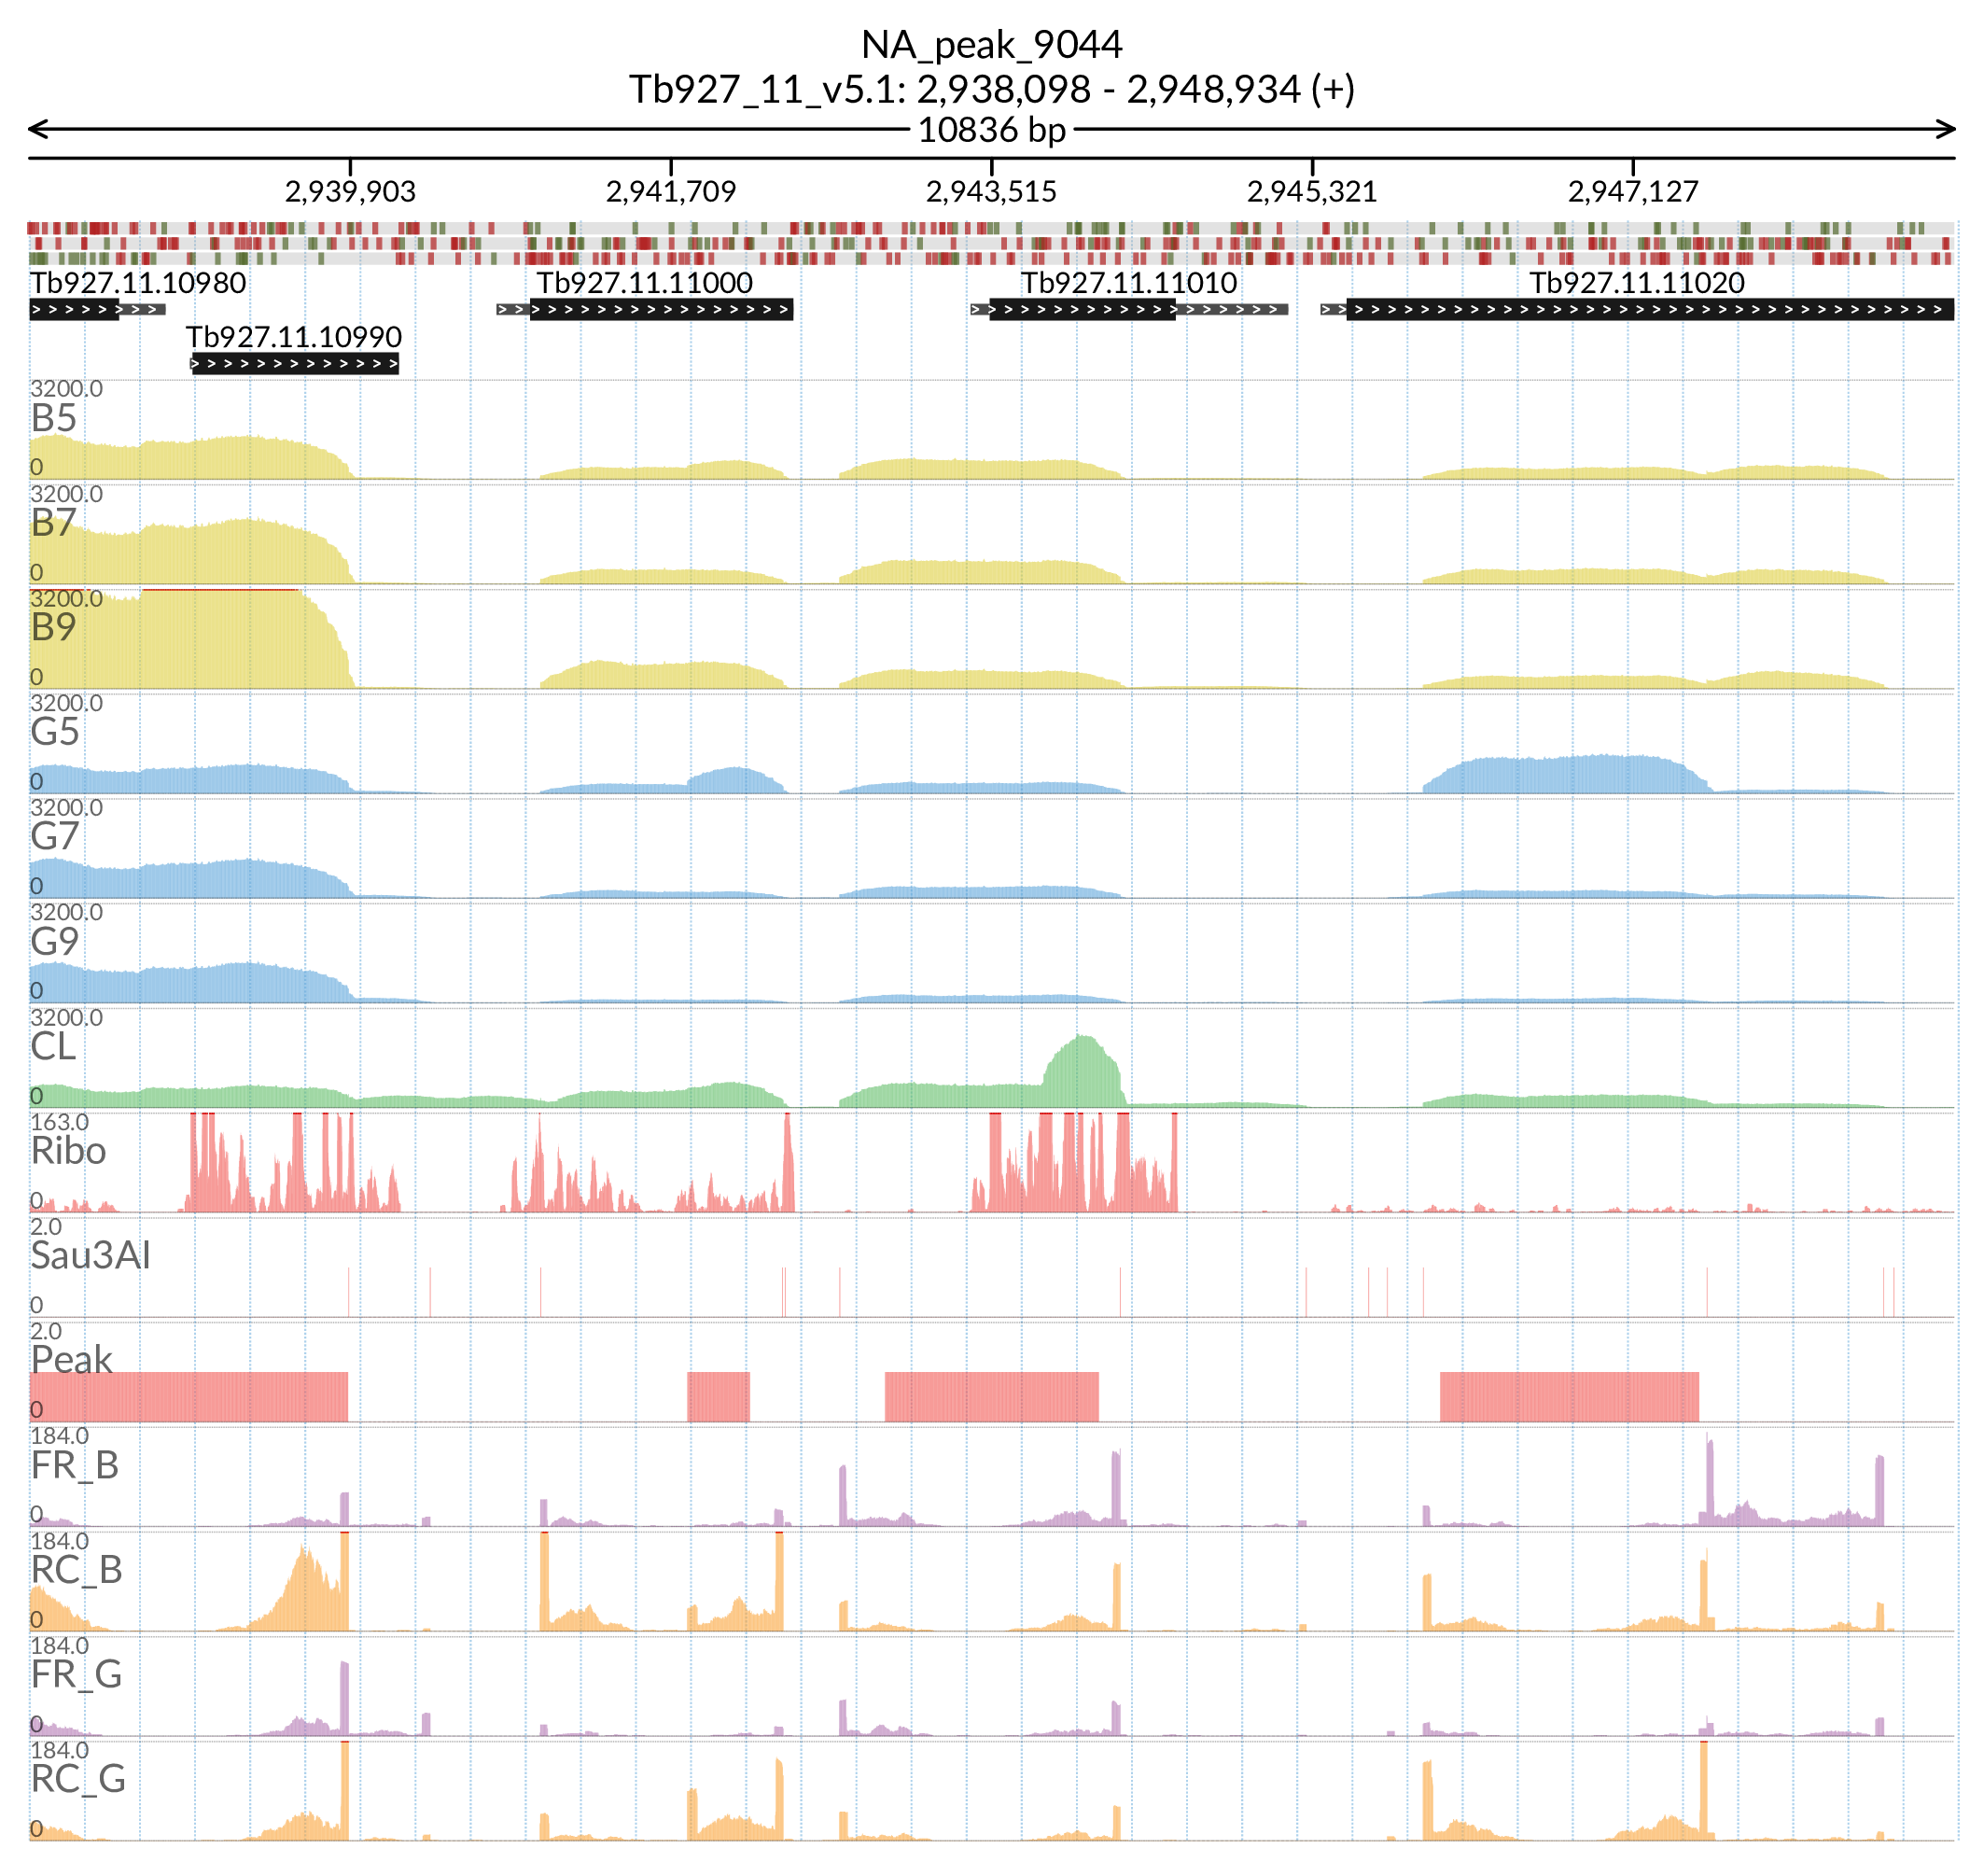 NA_peak_9044
Tb927_11_v5.1: 2,938,098 - 2,948,934 (+)
10836 bp
2,939,903 2,941,709 2,943,515 2,945,321 2,947,127
Tb927.11.10980 Tb927.11.11000 Tb927.11.11010 Tb927.11.11020
Tb927.11.10990
3200.0
B5
0
3200.0
B7
0
3200.0
B9
0
3200.0
G5
0
3200.0
G7
0
3200.0
G9
0
3200.0
CL
0
163.0
Ribo
0
2.0
Sau3AI
0
2.0
Peak
0
184.0
FR_B
0
184.0
RC_B
0
184.0
FR_G
0
184.0
RC_G
0